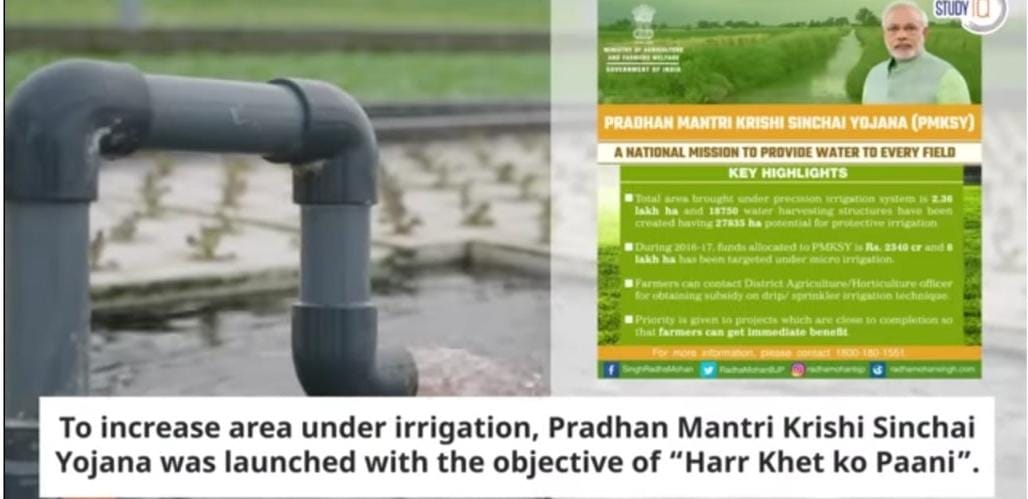 STUDY IQ
MINISTRY OF AGRICULTURE
AND FARMERS WELFARE
GOVERNMENT OF INDIA
PRADHAN MANTRI KRISHI SINCHAI YOJANA (PMKSY)
A NATIONAL MISSION TO PROVIDE WATER TO EVERY FIELD
KEY HIGHLIGHTS
Total area brought under precision irrigation system is 2.36
lakh ha and 18750 water harvesting structures have been
created having 27835 ha potential for protective irrigation
During 2016-17, funds allocated to PMKSY is Rs. 2340 cr and 8
lakh ha has been targeted under micro irrigation.
Farmers can contact District Agriculture/Horticulture officer
for obtaining subsidy on drip/ sprinkler irrigation technique.
Priority is given to projects which are close to completion so
that farmers can get immediate benefit
For more information, please contact 1800-180-1551
SinghRadhaMohan RadhaMohanBJP radhamohanbjp radhamohansingh.com
To increase area under irrigation, Pradhan Mantri Krishi Sinchai
Yojana was launched with the objective of “Harr Khet ko Paani”.